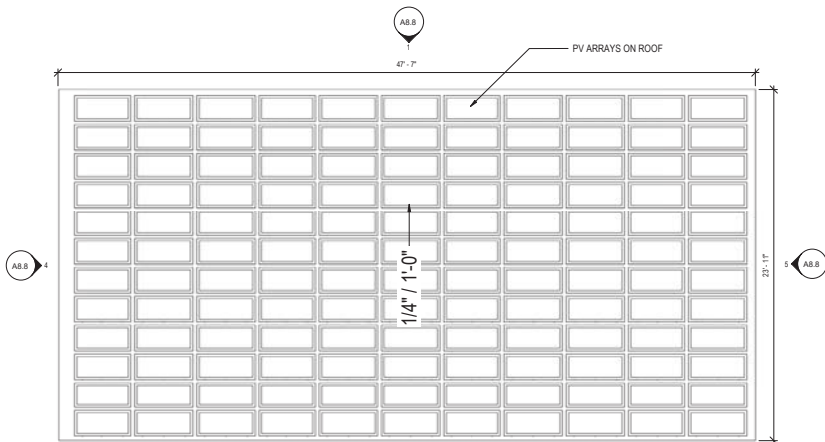 A8.8
1
PV ARRAYS ON ROOF
47' - 7"
1/4" / 1'-0"
A8.8
4
23' - 11"
5
A8.8